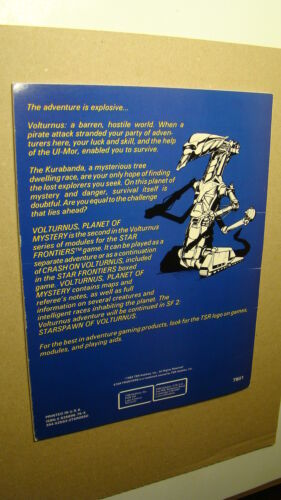 The adventure is explosive...
Volturnus: a barren, hostile world. When a
pirate attack stranded your party of adven-
turers here, your luck and skill, and the help
of the Ul-Mor, enabled you to survive.
The Kurabanda, a mysterious tree
dwelling race, are your only hope of finding
the lost explorers you seek. On this planet of
mystery and danger, survival itself is
doubtful. Are you equal to the challenge
that lies ahead?
VOLTURNUS, PLANET OF
MYSTERY is the second in the Volturnus
series of modules for the STAR
FRONTIERS™ game. It can be played as a
separate adventure or as a continuation
of CRASH ON VOLTURNUS, included
in the STAR FRONTIERS boxed
game. VOLTURNUS, PLANET OF
MYSTERY contains maps and
referee's notes, as well as full
information on several creatures and
intelligent races inhabiting the planet. The
Volturnus adventure will be continued in SF 2:
STARSPAWN OF VOLTURNUS.
For the best in adventure gaming products, look for the TSR logo on games,
modules, and playing aids.
All Rights Reserved
7801
PRINTED IN U.S.A.